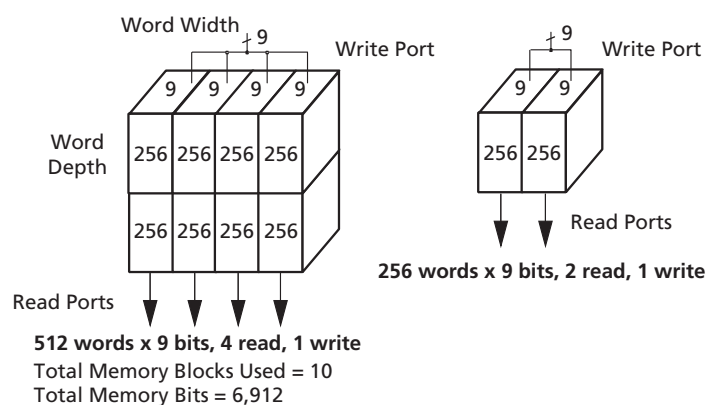 Word Width
9
Write Port
9 9 9 9
Word
Depth
256 256 256 256
256 256 256 256
Read Ports
512 words x 9 bits, 4 read, 1 write
Total Memory Blocks Used = 10
Total Memory Bits = 6,912
9
Write Port
9 9
256 256
Read Ports
256 words x 9 bits, 2 read, 1 write